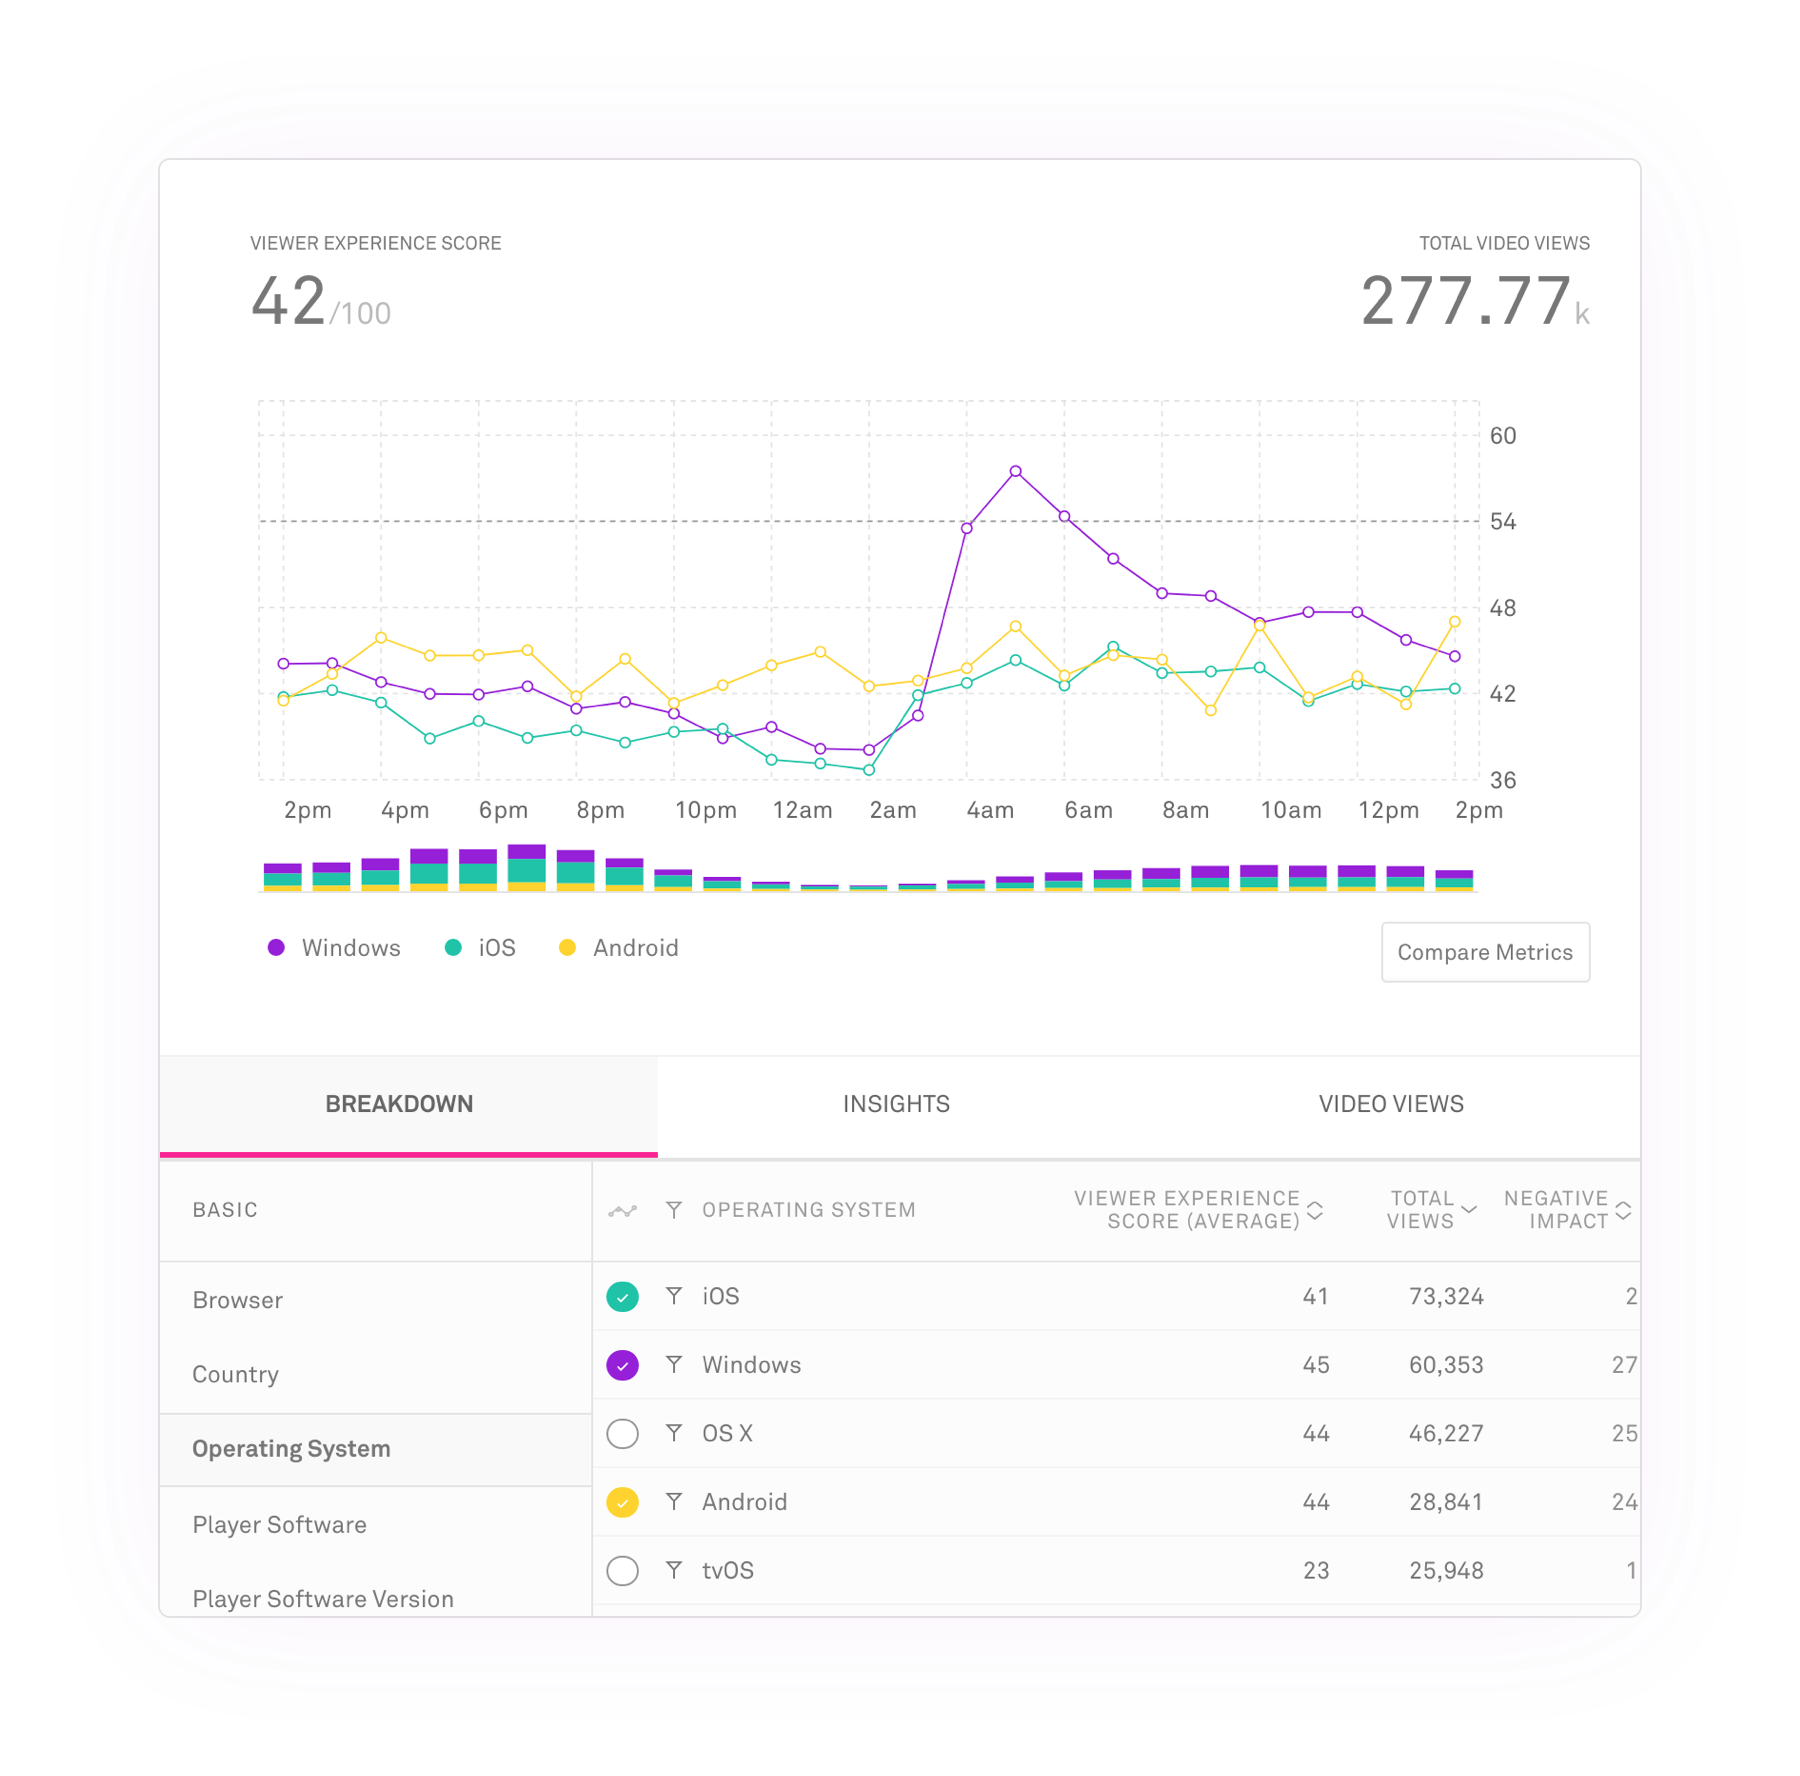 VIEWER EXPERIENCE SCORE
TOTAL VIDEO VIEWS
42/100
277.77k
60
54
48
42
36
2pm 4pm 6pm 8pm 10pm 12am 2am 4am 6am 8am 10am 12pm 2pm
Windows iOS Android
Compare Metrics
BREAKDOWN INSIGHTS VIDEO VIEWS
BASIC
Browser
Country
Operating System
Player Software
Player Software Version
OPERATING SYSTEM
VIEWER EXPERIENCE
SCORE (AVERAGE)
TOTAL
VIEWS
NEGATIVE
IMPACT
iOS 41 73,324 2
Windows 45 60,353 27
OS X 44 46,227 25
Android 44 28,841 24
tvOS 23 25,948 1